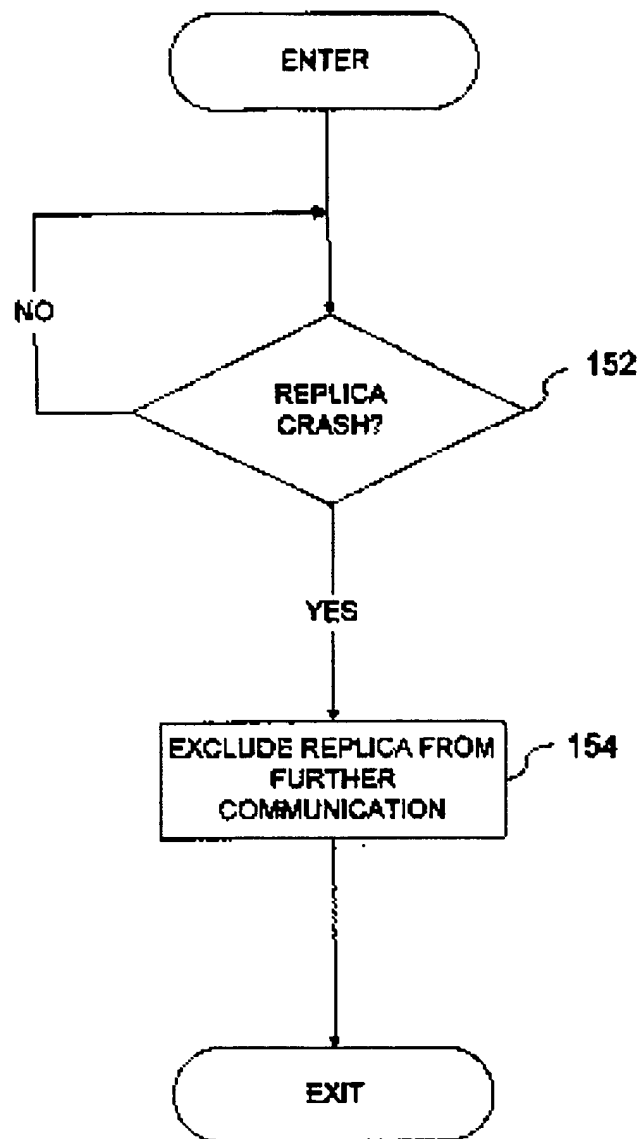 ENTER
NO
REPLICA
CRASH?
152
YES
EXCLUDE REPLICA FROM
FURTHER
COMMUNICATION
154
EXIT